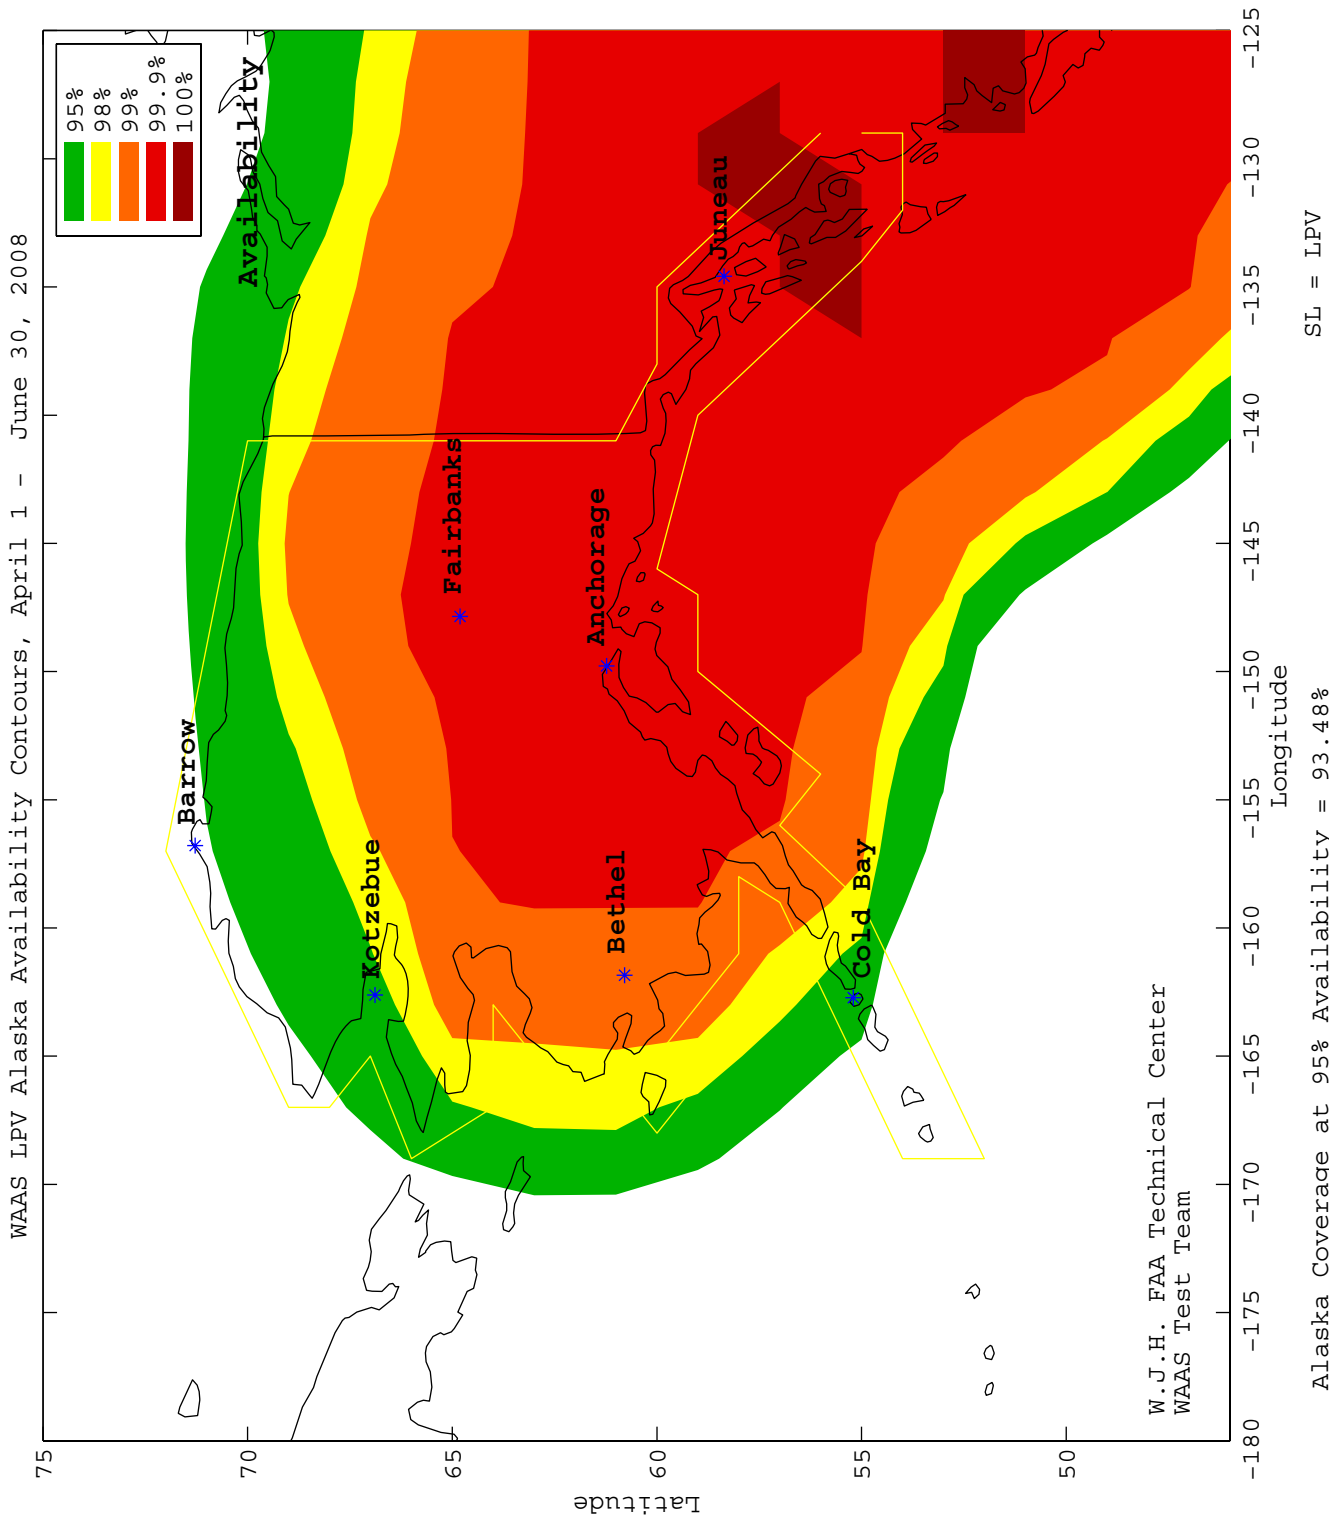 WAAS LPV Alaska Availability Contours, April 1 - June 30, 2008
95%
98%
99%
99.9%
100%
Availability
Barrow
Kotzebue
Fairbanks
Anchorage
Juneau
Bethel
Cold Bay
W.J.H. FAA Technical Center
WAAS Test Team
75
70
65
60
55
50
Latitude
-180
-175
-170
-165
-160
-155
-150
-145
-140
-135
-130
-125
Longitude
SL = LPV
Alaska Coverage at 95% Availability = 93.48%